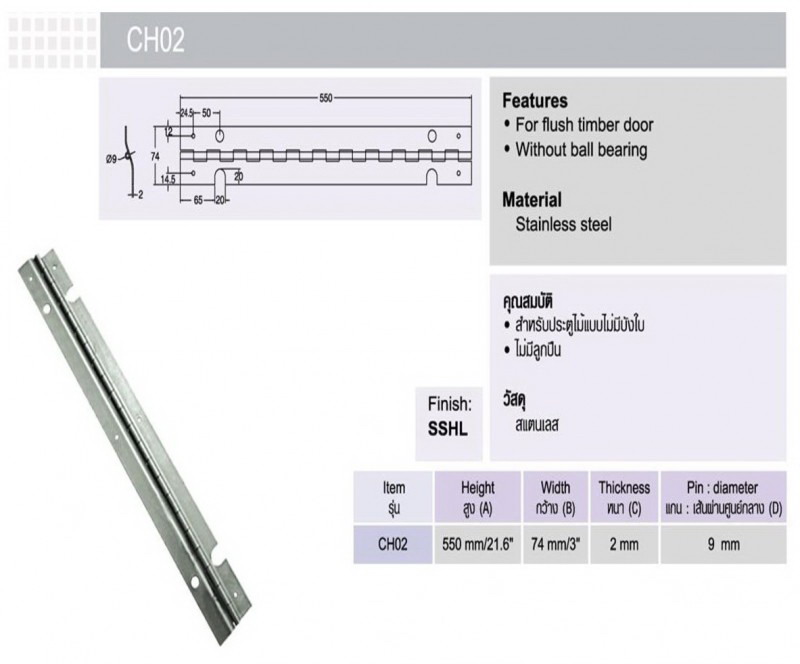 CH02
550
24.5
50
12
Ø9
74
14.5
20
2
65
20
Features
• For flush timber door
• Without ball bearing
Material
Stainless steel
คุณสมบัติ
• สำหรับประตูไม้แบบไม่มีบังใบ
• ไม่มีลูกปืน
วัสดุ
สแตนเลส
Finish:
SSHL
Item Height Width Thickness Pin : diameter
รุ่น สูง (A) กว้าง (B) หนา (C) แกน : เส้นผ่านศูนย์กลาง (D)
CH02 550 mm/21.6" 74 mm/3" 2 mm 9 mm